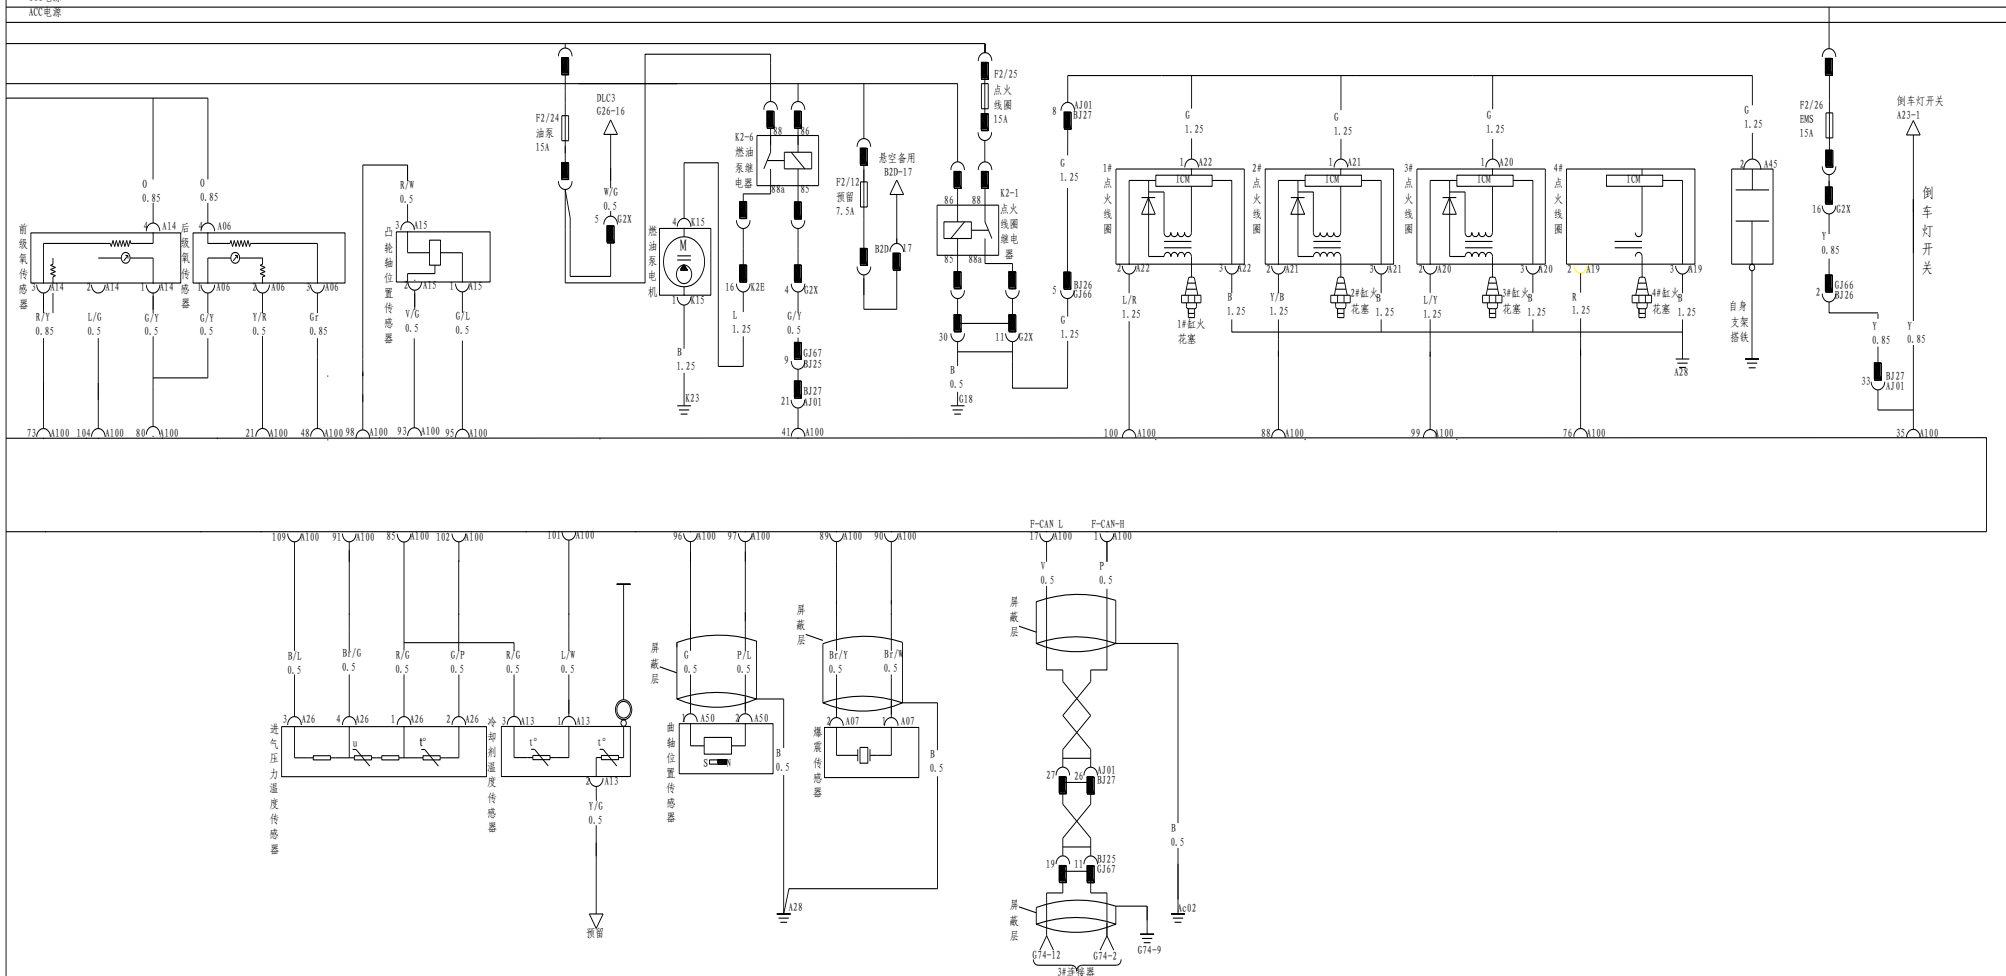 ACC电源
F2/25
点火
线圈
15A
DLC3
G26-16
F2/24
油泵
15A
K2-6
燃油
泵继
电器
88
86
88a
85
悬空备用
B2D-17
F2/12
预留
7.5A
B2D
17
8
AJ01
BJ27
F2/26
EMS
15A
倒车灯开关
A23-1
G
1.25
G
1.25
G
1.25
G
1.25
O
0.85
O
0.85
R/W
0.5
W/G
0.5
5
G2X
K2-1
点火
线圈
继电
器
86
88
85
88a
G
1.25
1#点火线圈
1
A22
ICM
2
A22
3
A22
2#点火线圈
1
A21
ICM
2
A21
3
A21
3#点火线圈
1
A20
ICM
2
A20
3
A20
4#点火线圈
ICM
2
A19
3
A19
2
A45
16
G2X
Y
0.85
倒车灯开关
前级氧传感器
4
A14
3
A14
2
A14
1
A14
后级氧传感器
4
A06
1
A06
2
A06
3
A06
凸轮轴位置传感器
3
A15
2
A15
1
A15
燃油泵电机
4
K15
M
1
K15
16
K2E
4
G2X
5
BJ26
GJ66
2
GJ66
BJ26
R/Y
0.85
L/G
0.5
G/Y
0.5
G/Y
0.5
Y/R
0.5
Gr
0.85
V/G
0.5
G/L
0.5
L
1.25
G/Y
0.5
30
11
G2X
G
1.25
L/R
1.25
1#缸火
花塞
B
1.25
Y/B
1.25
2#缸火
花塞
B
1.25
L/Y
1.25
3#缸火
花塞
B
1.25
R
1.25
4#缸火
花塞
B
1.25
自身
支架
搭铁
Y
0.85
Y
0.85
B
1.25
K23
9
GJ67
BJ25
21
BJ27
AJ01
B
0.5
G18
A28
33
BJ27
AJ01
73
A100
104
A100
80
A100
21
A100
48
A100
98
A100
93
A100
95
A100
41
A100
100
A100
88
A100
99
A100
76
A100
35
A100
F-CAN L
F-CAN-H
109
A100
91
A100
85
A100
102
A100
101
A100
96
A100
97
A100
89
A100
90
A100
17
A100
1
A100
V
0.5
P
0.5
屏蔽层
屏蔽层
屏蔽层
B/L
0.5
Br/G
0.5
R/G
0.5
G/P
0.5
R/G
0.5
L/W
0.5
G
0.5
P/L
0.5
Br/Y
0.5
Br/W
0.5
进气压力温度传感器
3
A26
4
A26
1
A26
2
A26
u
t°
冷却剂温度传感器
3
A13
1
A13
t°
t°
2
A13
曲轴位置传感器
1
A50
2
A50
S
N
B
0.5
爆震传感器
2
A07
1
A07
B
0.5
27
26
AJ01
BJ27
Y/G
0.5
B
0.5
19
11
BJ25
GJ67
预留
A28
屏蔽层
Ac02
G74-12
G74-2
G74-9
3#连接器